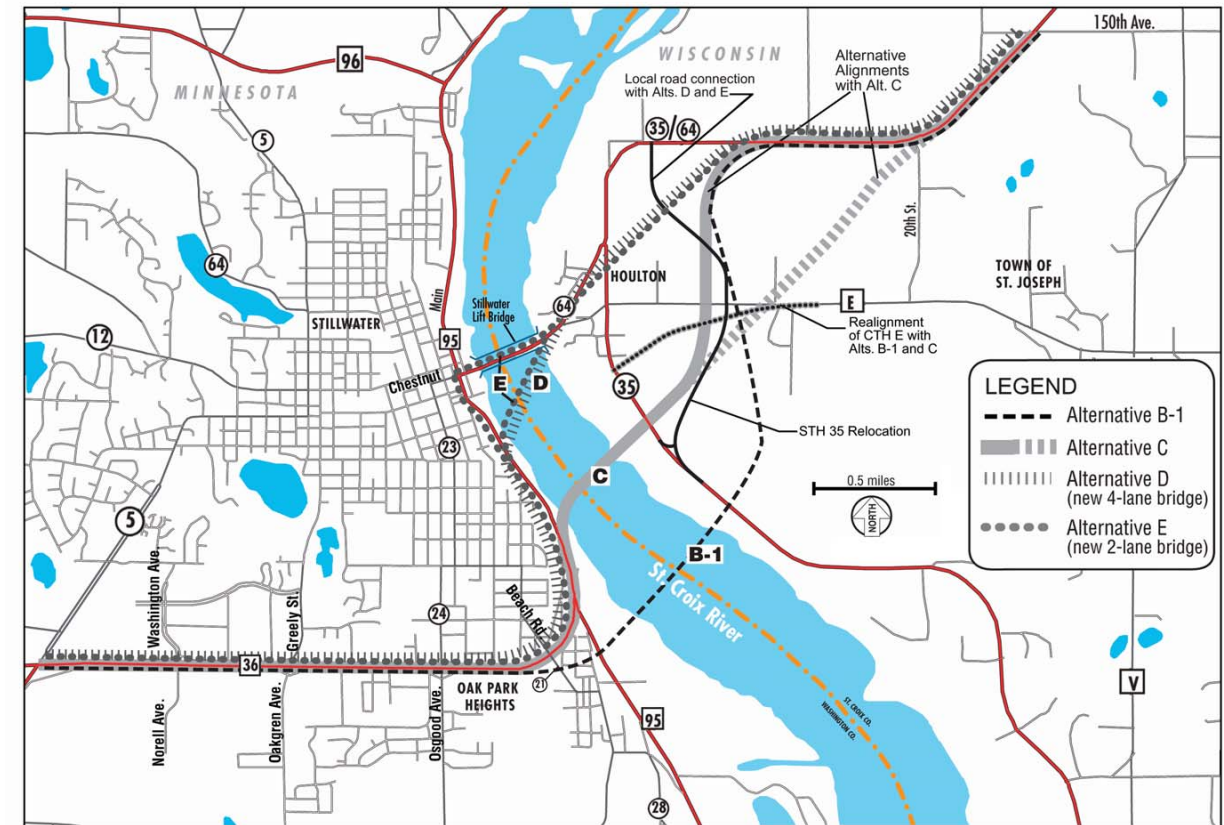 150th Ave.
WISCONSIN
96
Alternative
Alignments
with Alt. C
Local road connection
with Alts. D and E
MINNESOTA
35/64
5
20th St.
64
HOULTON
TOWN OF
ST. JOSEPH
Main
Stillwater
Lift Bridge
64
E
STILLWATER
12
95
Realignment
of CTH E with
Alts. B-1 and C
Chestnut
E
D
35
LEGEND
Alternative B-1
Alternative C
Alternative D
(new 4-lane bridge)
Alternative E
(new 2-lane bridge)
STH 35 Relocation
23
C
0.5 miles
NORTH
5
B-1
St. Croix River
Washington Ave.
Greely St.
24
Beach Rd
36
21
OAK PARK
HEIGHTS
V
Norell Ave.
Oakgren Ave.
Osgood Ave.
95
ST. CROIX CO.
WASHINGTON CO.
28